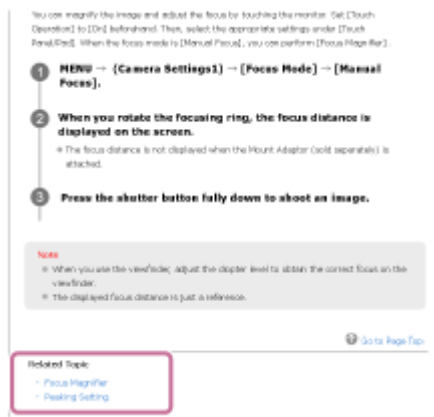 You can magnify the image and adjust the focus by touching the monitor. Set [Touch
Operation] to [On] beforehand. Then, select the appropriate settings under [Touch
Panel/Pad]. When the focus mode is [Manual Focus], you can perform [Focus Magnifier].
1 MENU → (Camera Settings1) → [Focus Mode] → [Manual
Focus].
2 When you rotate the focusing ring, the focus distance is
displayed on the screen.
The focus distance is not displayed when the Mount Adaptor (sold separately) is
attached.
3 Press the shutter button fully down to shoot an image.
Note
When you use the viewfinder, adjust the diopter level to obtain the correct focus on the
viewfinder.
The displayed focus distance is just a reference.
Go to Page Top
Related Topic
Focus Magnifier
Peaking Setting